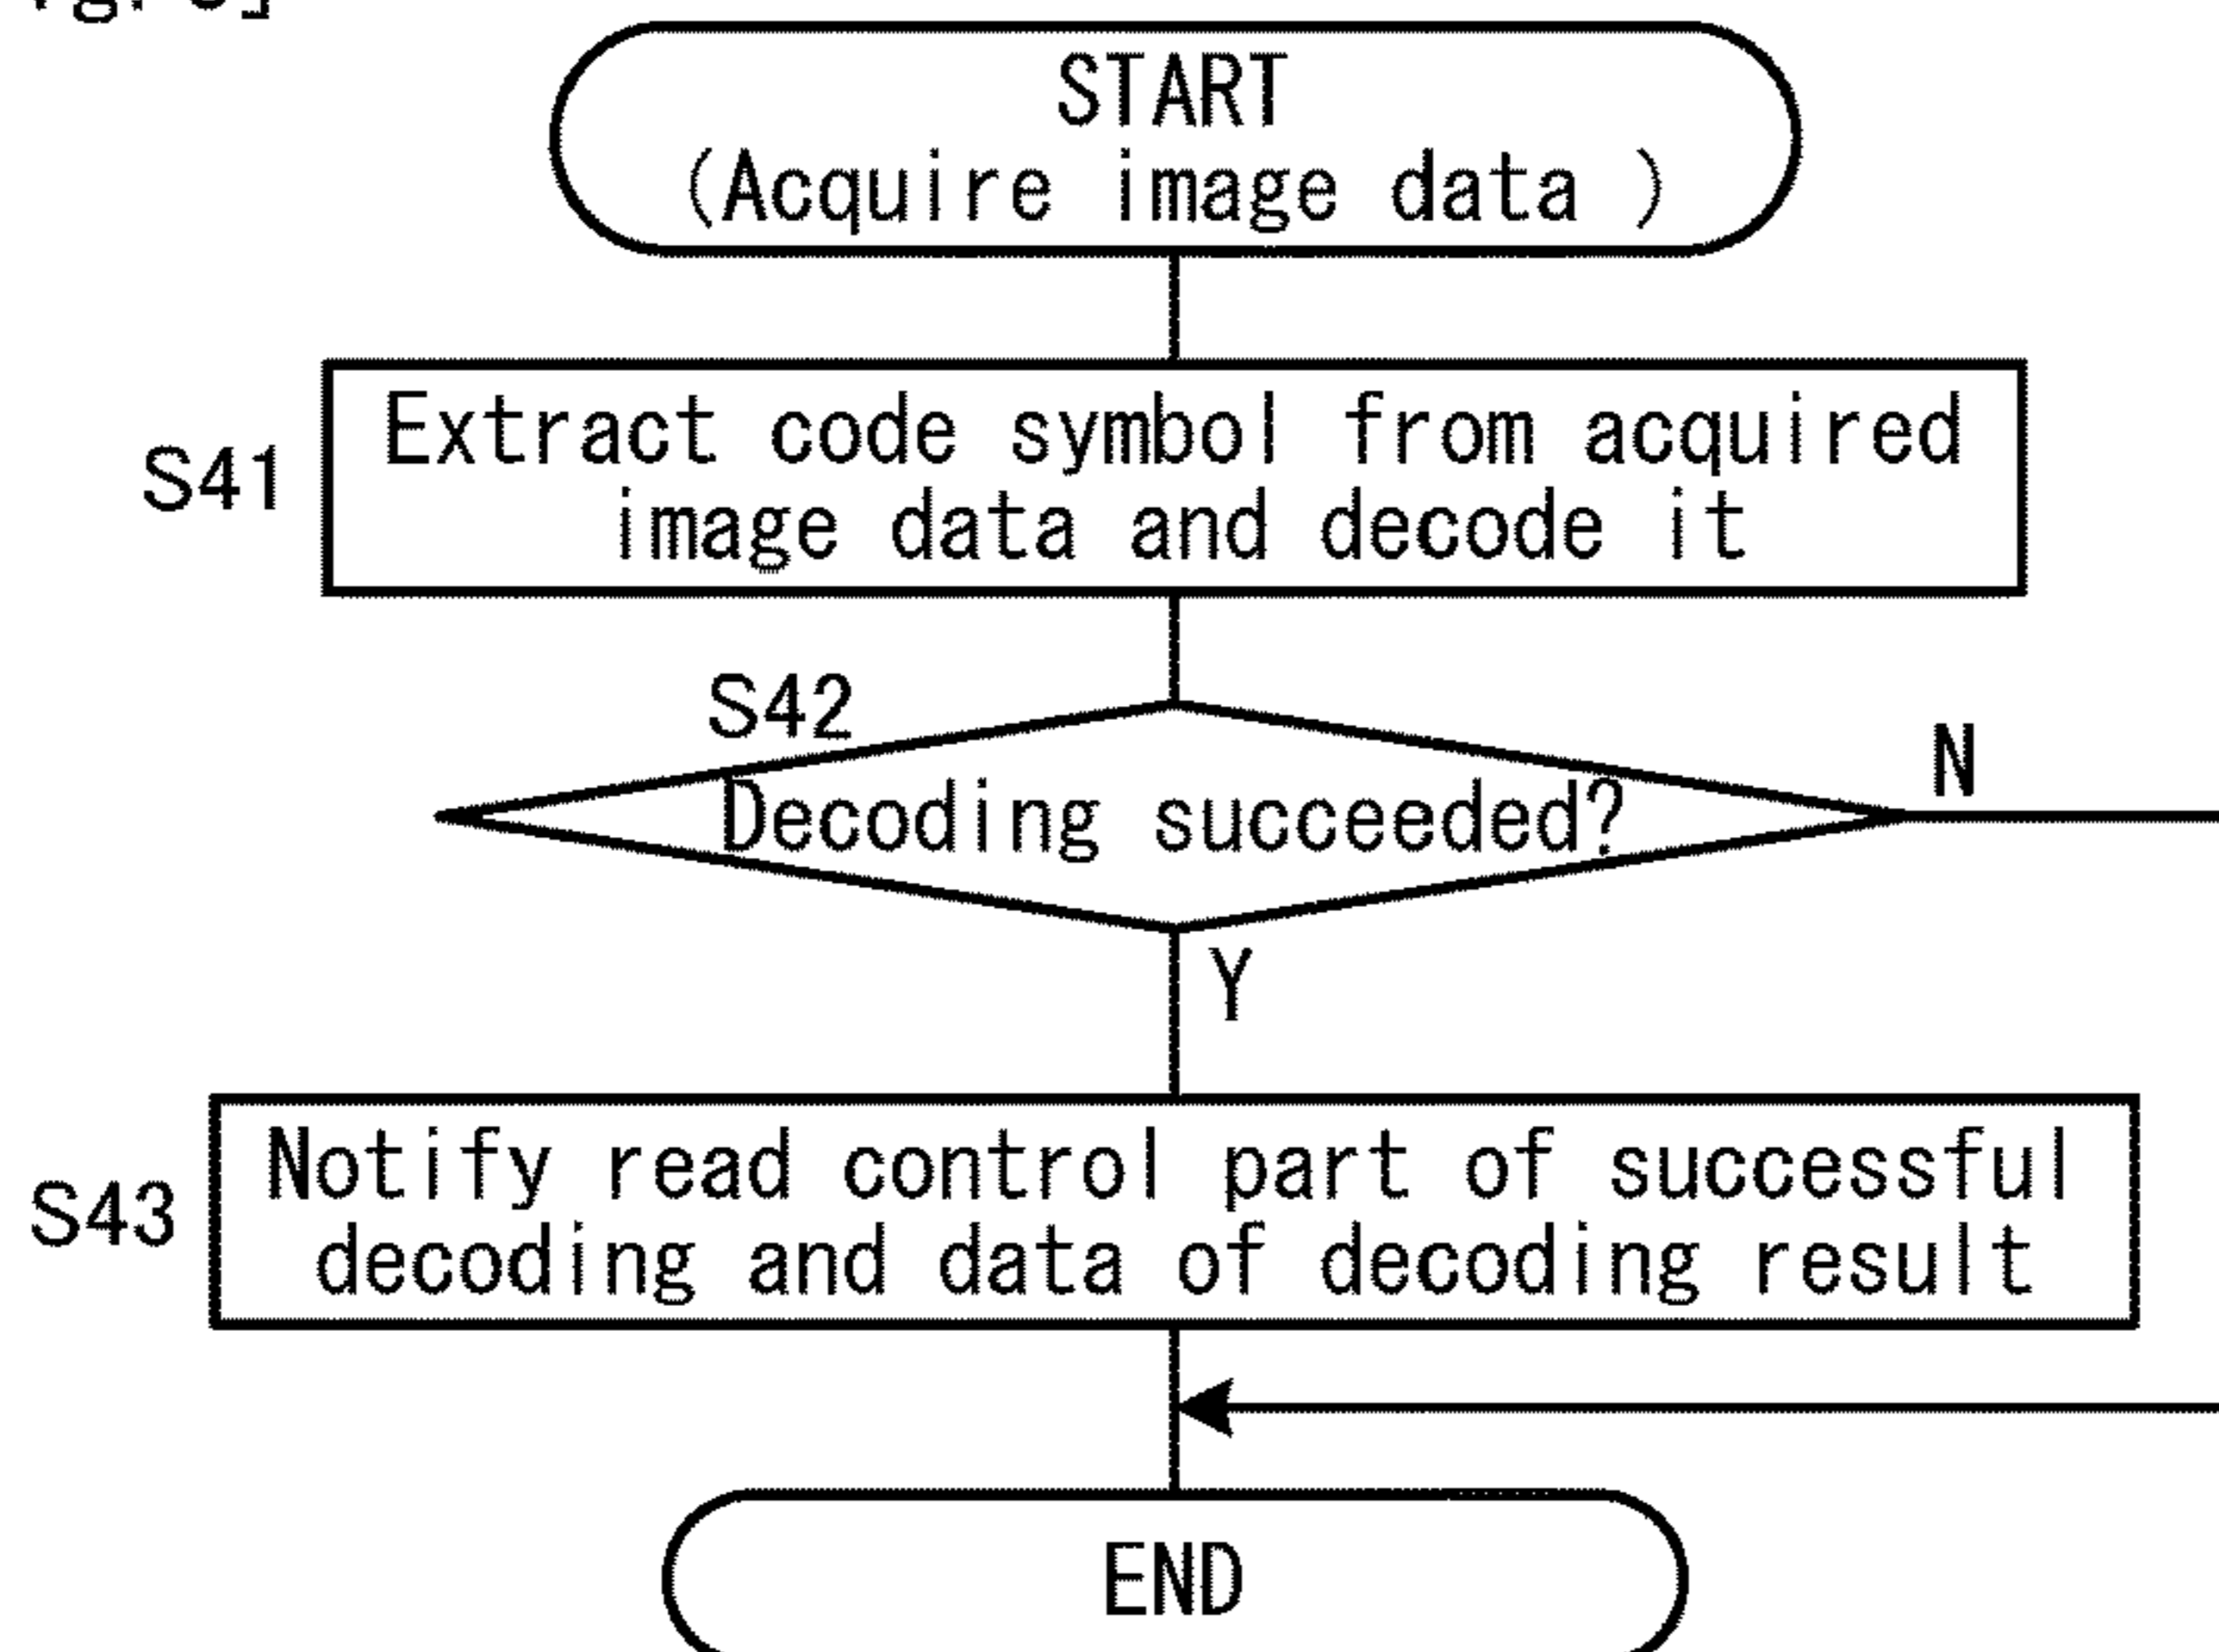 START
(Acquire image data )
S41
Extract code symbol from acquired
image data and decode it
S42
Decoding succeeded?
N
Y
S43
Notify read control part of successful
decoding and data of decoding result
END